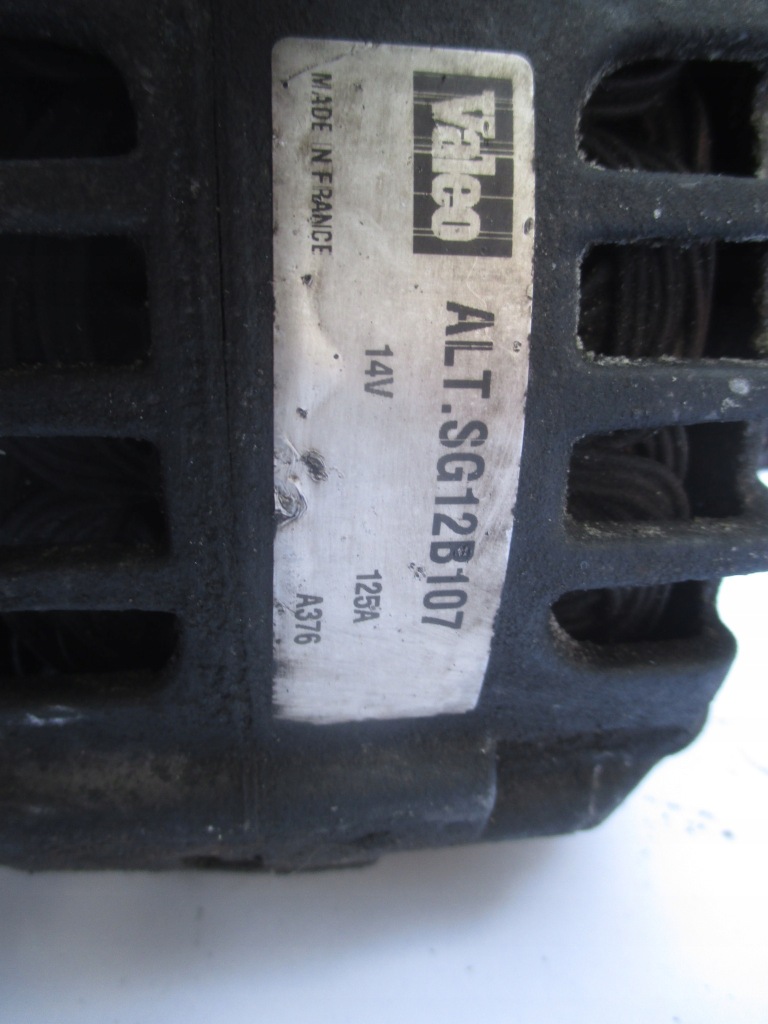 Valeo
ALT.SG12B107
14V 125A
MADE IN FRANCE A376